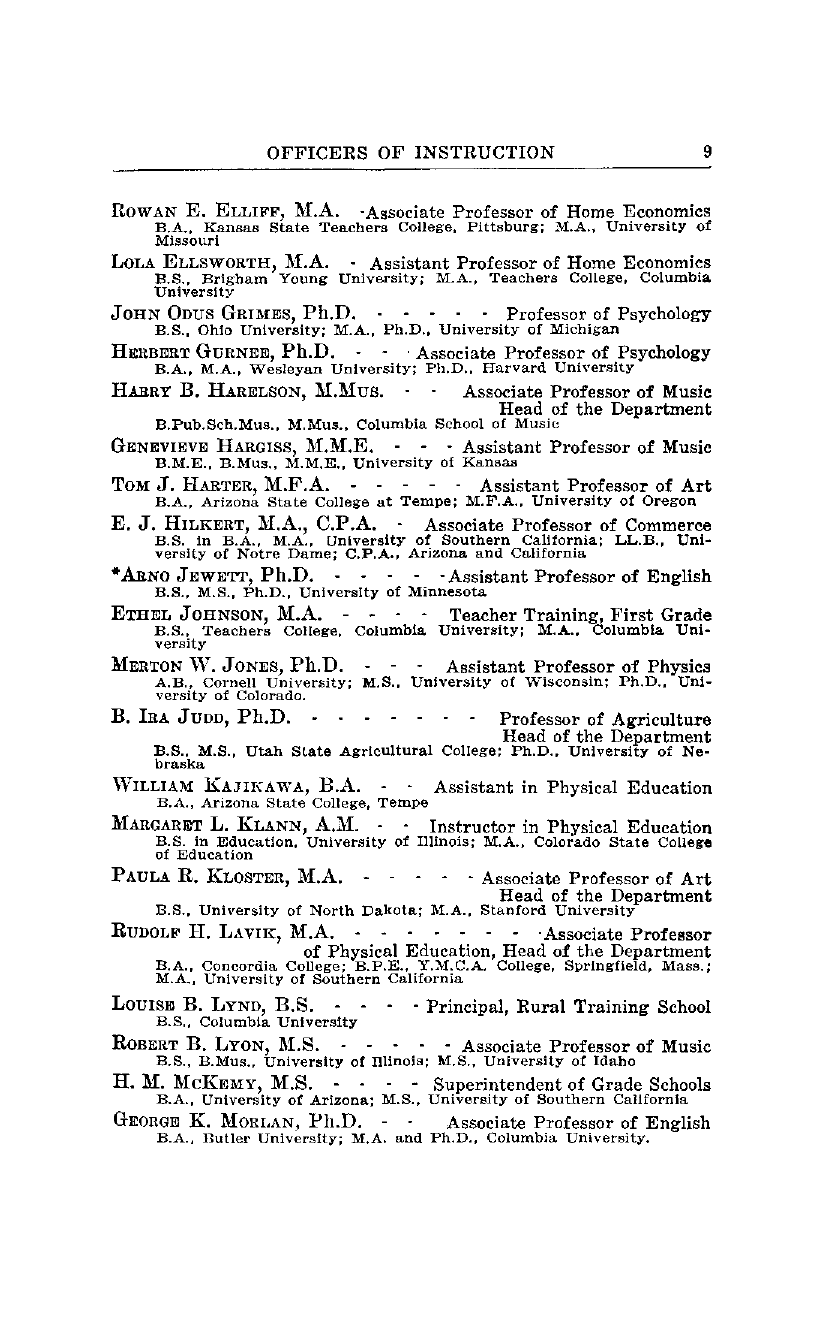 OFFICERS OF INSTRUCTION 9
ROWAN E. ELLIFF, M.A. - Associate Professor of Home Economics
B.A., Kansas State Teachers College, Pittsburg; M.A., University of
Missouri
LOLA ELLSWORTH, M.A. - Assistant Professor of Home Economics
B.S., Brigham Young University; M.A., Teachers College, Columbia
University
JOHN ODUS GRIMES, Ph.D. - - - - - Professor of Psychology
B.S., Ohio University; M.A., Ph.D., University of Michigan
HERBERT GURNEE, Ph.D. - - - Associate Professor of Psychology
B.A., M.A., Wesleyan University; Ph.D., Harvard University
HARRY B. HARELSON, M.MUS. - - Associate Professor of Music
Head of the Department
B.Pub.Sch.Mus., M.Mus., Columbia School of Music
GENEVIEVE HARGISS, M.M.E. - - - Assistant Professor of Music
B.M.E., B.Mus., M.M.E., University of Kansas
TOM J. HARTER, M.F.A. - - - - - Assistant Professor of Art
B.A., Arizona State College at Tempe; M.F.A., University of Oregon
E. J. HILKERT, M.A., C.P.A. - Associate Professor of Commerce
B.S. in B.A., M.A., University of Southern California; LL.B., Uni-
versity of Notre Dame; C.P.A., Arizona and California
*ARNO JEWETT, Ph.D. - - - - - Assistant Professor of English
B.S., M.S., Ph.D., University of Minnesota
ETHEL JOHNSON, M.A. - - - - Teacher Training, First Grade
B.S., Teachers College, Columbia University; M.A., Columbia Uni-
versity
MERTON W. JONES, Ph.D. - - - Assistant Professor of Physics
A.B., Cornell University; M.S., University of Wisconsin; Ph.D., Uni-
versity of Colorado.
B. IRA JUDD, Ph.D. - - - - - - - Professor of Agriculture
Head of the Department
B.S., M.S., Utah State Agricultural College; Ph.D., University of Ne-
braska
WILLIAM KAJIKAWA, B.A. - - Assistant in Physical Education
B.A., Arizona State College, Tempe
MARGARET L. KLANN, A.M. - - Instructor in Physical Education
B.S. in Education, University of Illinois; M.A., Colorado State College
of Education
PAULA R. KLOSTER, M.A. - - - - - Associate Professor of Art
Head of the Department
B.S., University of North Dakota; M.A., Stanford University
RUDOLF H. LAVIK, M.A. - - - - - - - - Associate Professor
of Physical Education, Head of the Department
B.A., Concordia College; B.P.E., Y.M.C.A. College, Springfield, Mass.;
M.A., University of Southern California
LOUISE B. LYND, B.S. - - - - Principal, Rural Training School
B.S., Columbia University
ROBERT B. LYON, M.S. - - - - - Associate Professor of Music
B.S., B.Mus., University of Illinois; M.S., University of Idaho
H. M. MCKEMY, M.S. - - - - Superintendent of Grade Schools
B.A., University of Arizona; M.S., University of Southern California
GEORGE K. MORLAN, Ph.D. - - Associate Professor of English
B.A., Butler University; M.A. and Ph.D., Columbia University.